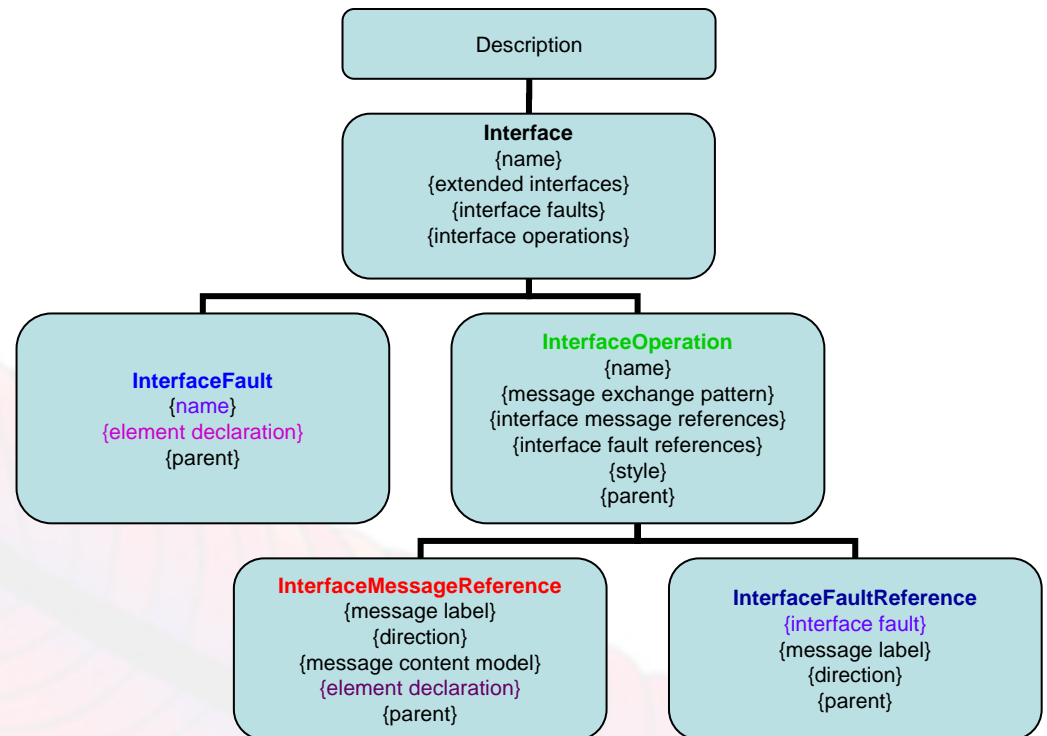 Description
Interface
{name}
{extended interfaces}
{interface faults}
{interface operations}
InterfaceFault
{name}
{element declaration}
{parent}
InterfaceOperation
{name}
{message exchange pattern}
{interface message references}
{interface fault references}
{style}
{parent}
InterfaceMessageReference
{message label}
{direction}
{message content model}
{element declaration}
{parent}
InterfaceFaultReference
{interface fault}
{message label}
{direction}
{parent}